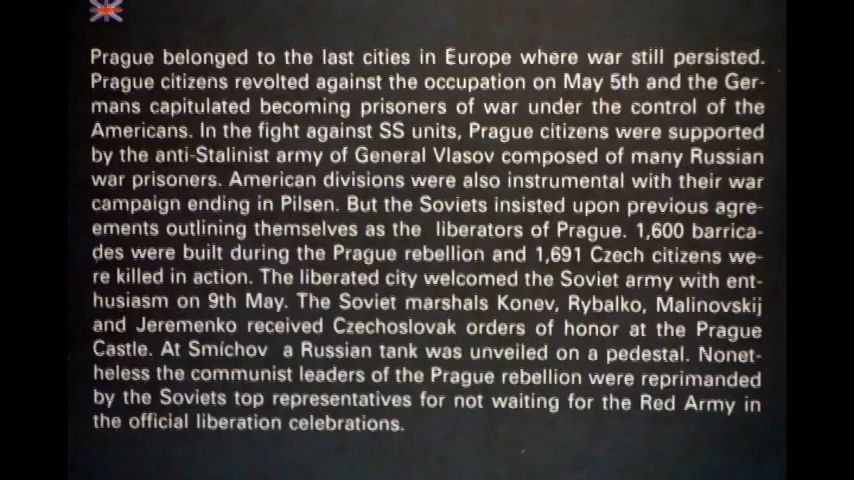 Prague belonged to the last cities in Europe where war still persisted.
Prague citizens revolted against the occupation on May 5th and the Ger-
mans capitulated becoming prisoners of war under the control of the
Americans. In the fight against SS units, Prague citizens were supported
by the anti-Stalinist army of General Vlasov composed of many Russian
war prisoners. American divisions were also instrumental with their war
campaign ending in Pilsen. But the Soviets insisted upon previous agre-
ements outlining themselves as the liberators of Prague. 1,600 barrica-
des were built during the Prague rebellion and 1,691 Czech citizens we-
re killed in action. The liberated city welcomed the Soviet army with ent-
husiasm on 9th May. The Soviet marshals Konev, Rybalko, Malinovskij
and Jeremenko received Czechoslovak orders of honor at the Prague
Castle. At Smíchov a Russian tank was unveiled on a pedestal. Nonet-
heless the communist leaders of the Prague rebellion were reprimanded
by the Soviets top representatives for not waiting for the Red Army in
the official liberation celebrations.